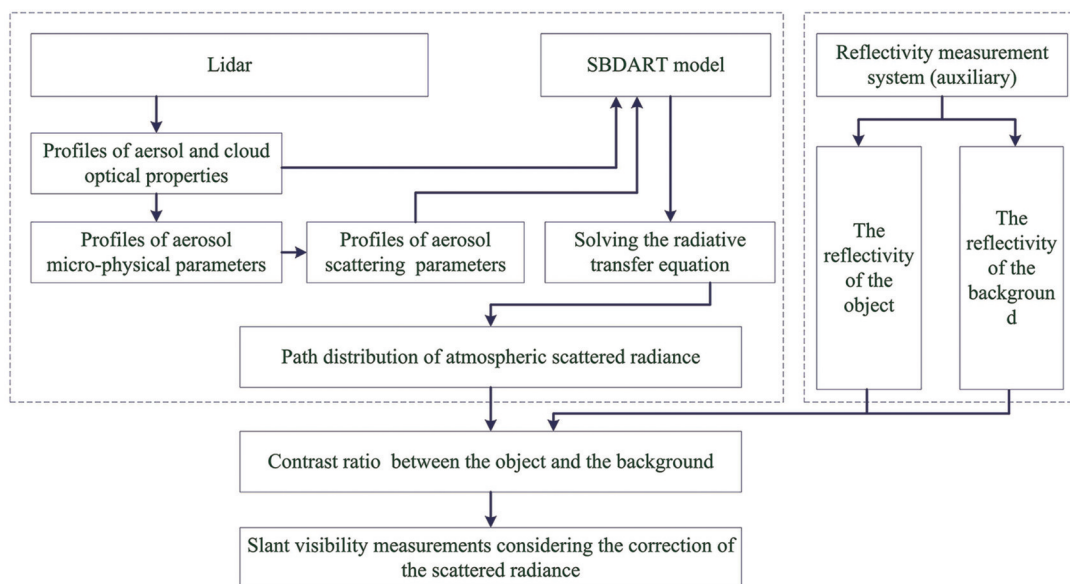 Lidar
SBDART model
Reflectivity measurement
system (auxiliary)
Profiles of aersol and cloud
optical properties
Profiles of aerosol
micro-physical parameters
Profiles of aerosol
scattering parameters
Solving the radiative
transfer equation
The
reflectivity
of the
object
The
reflectivity
of the
backgroun
d
Path distribution of atmospheric scattered radiance
Contrast ratio between the object and the background
Slant visibility measurements considering the correction of
the scattered radiance